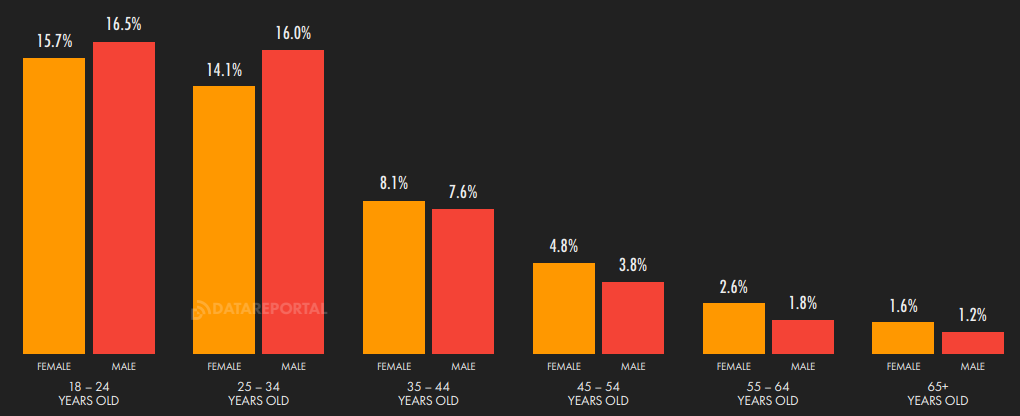 15.7%
16.5%
14.1%
16.0%
8.1%
7.6%
4.8%
3.8%
2.6%
1.8%
1.6%
1.2%
DATAREPORTAL
FEMALE MALE FEMALE MALE FEMALE MALE FEMALE MALE FEMALE MALE FEMALE MALE
18 – 24
YEARS OLD
25 – 34
YEARS OLD
35 – 44
YEARS OLD
45 – 54
YEARS OLD
55 – 64
YEARS OLD
65+
YEARS OLD